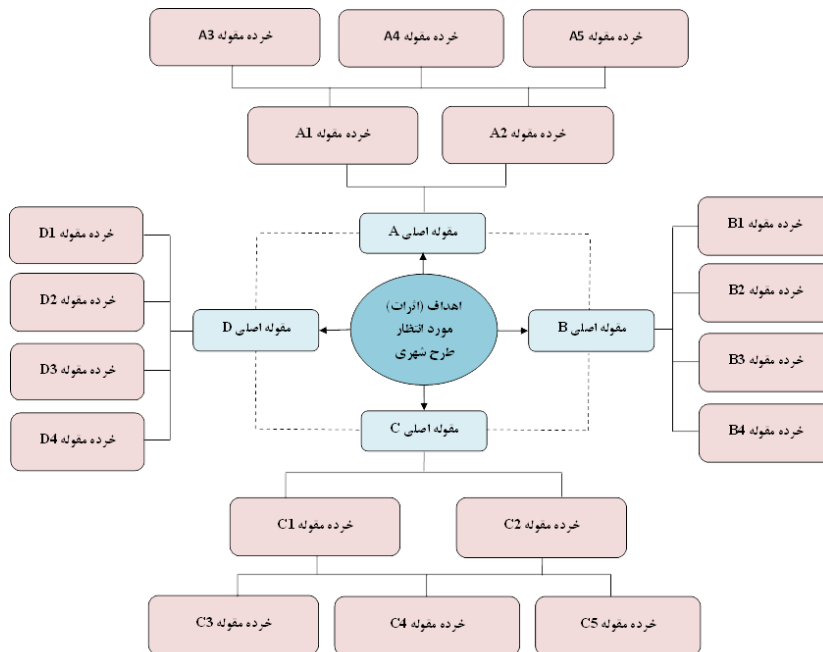 خرده مقوله A3
خرده مقوله A4
خرده مقوله A5
خرده مقوله A1
خرده مقوله A2
مقوله اصلی A
خرده مقوله D1
خرده مقوله D2
خرده مقوله D3
خرده مقوله D4
مقوله اصلی D
اهداف (اثرات)
مورد انتظار
طرح شهری
مقوله اصلی B
خرده مقوله B1
خرده مقوله B2
خرده مقوله B3
خرده مقوله B4
مقوله اصلی C
خرده مقوله C1
خرده مقوله C2
خرده مقوله C3
خرده مقوله C4
خرده مقوله C5